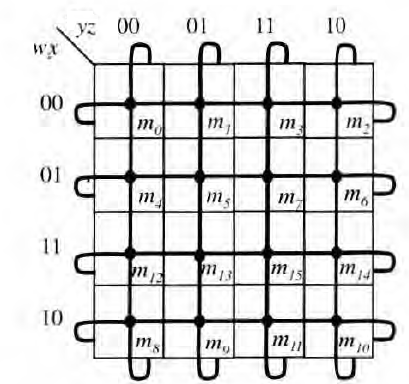 yz 00 01 11 10
wx
00 m₀ m₁ m₃ m₂
01 m₄ m₅ m₇ m₆
11 m₁₂ m₁₃ m₁₅ m₁₄
10 m₈ m₉ m₁₁ m₁₀